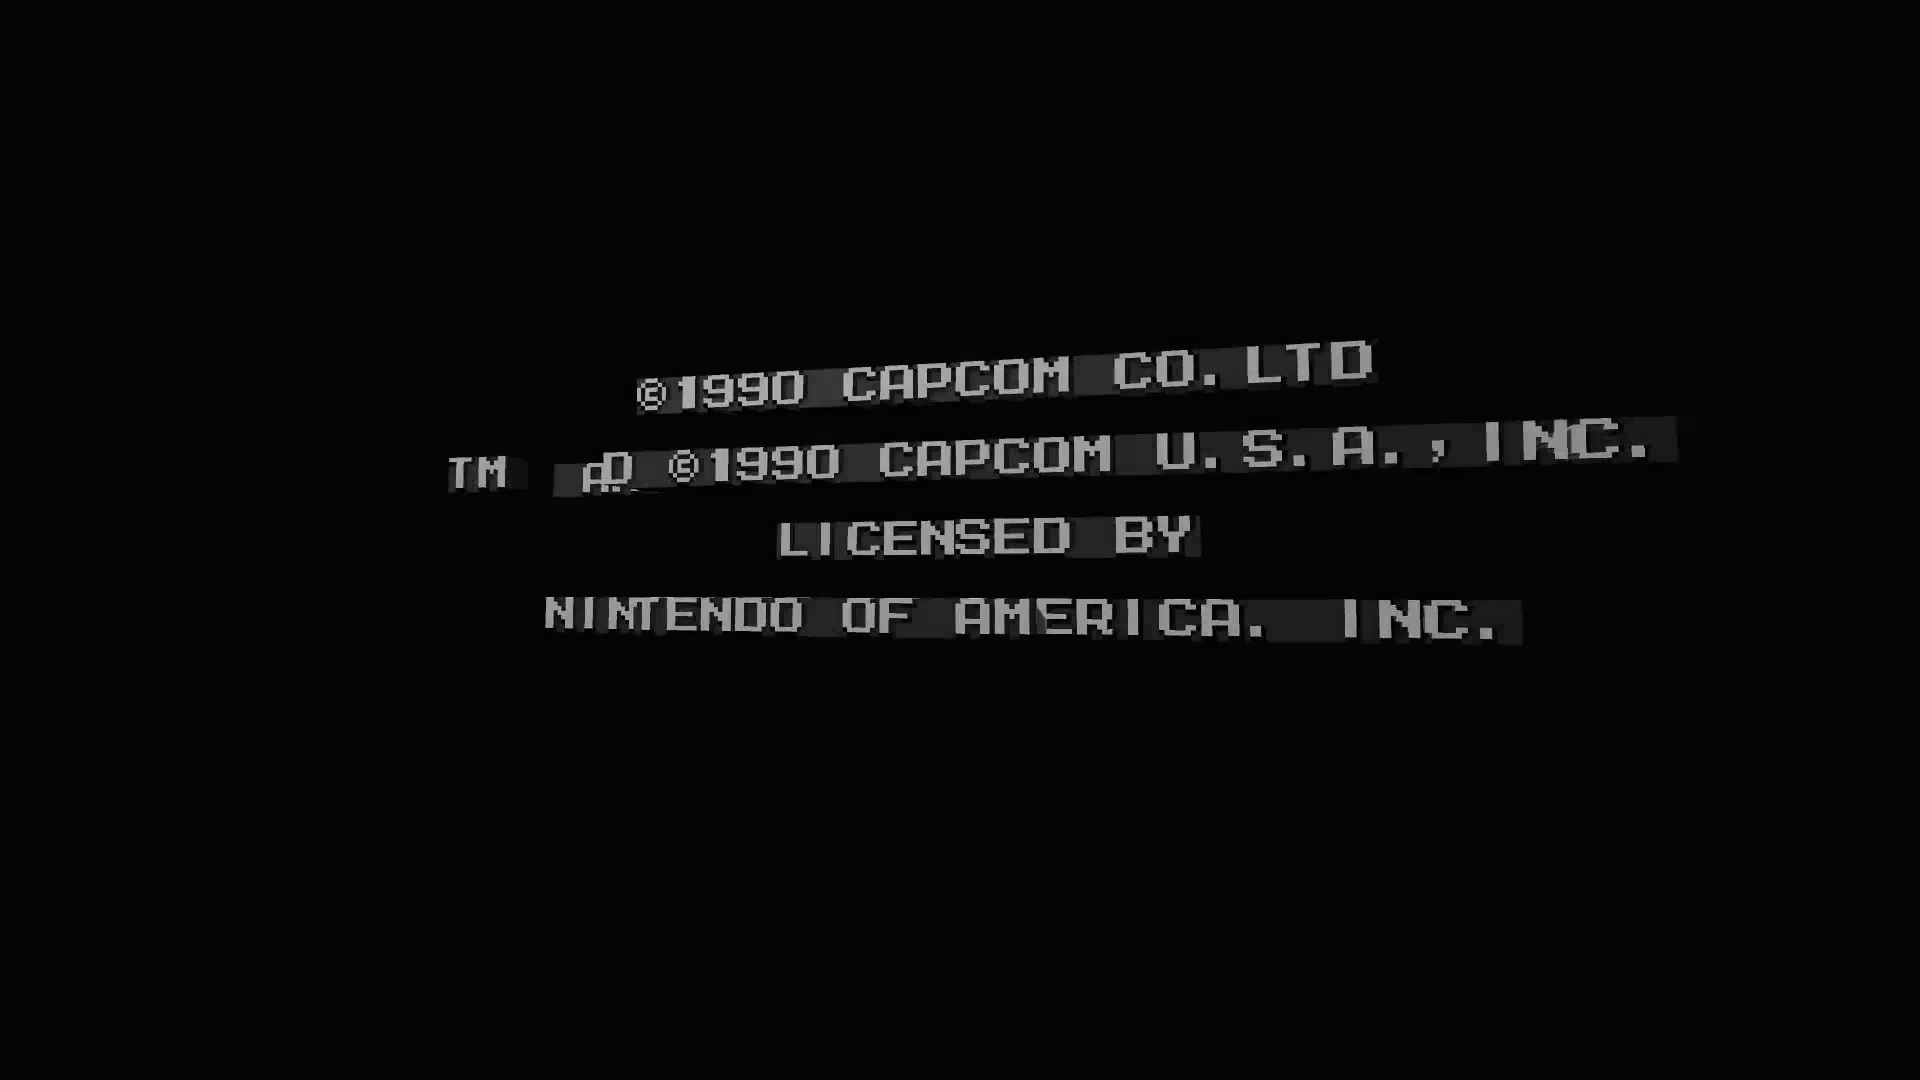 ©1990 CAPCOM CO.LTD
TM ©1990 CAPCOM U.S.A., INC.
LICENSED BY
NINTENDO OF AMERICA. INC.